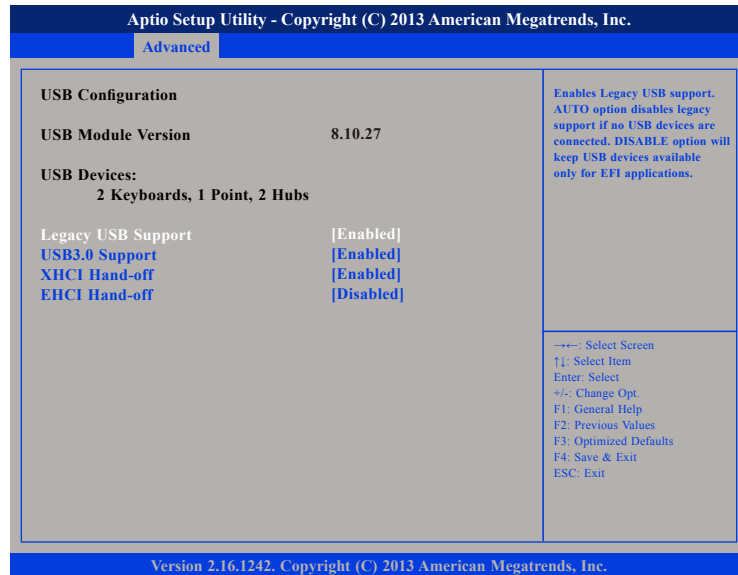 Aptio Setup Utility - Copyright (C) 2013 American Megatrends, Inc.
Advanced
USB Configuration
USB Module Version 8.10.27
USB Devices:
2 Keyboards, 1 Point, 2 Hubs
Legacy USB Support [Enabled]
USB3.0 Support [Enabled]
XHCI Hand-off [Enabled]
EHCI Hand-off [Disabled]
Enables Legacy USB support.
AUTO option disables legacy
support if no USB devices are
connected. DISABLE option will
keep USB devices available
only for EFI applications.
→←: Select Screen
↑↓: Select Item
Enter: Select
+/-: Change Opt.
F1: General Help
F2: Previous Values
F3: Optimized Defaults
F4: Save & Exit
ESC: Exit
Version 2.16.1242. Copyright (C) 2013 American Megatrends, Inc.